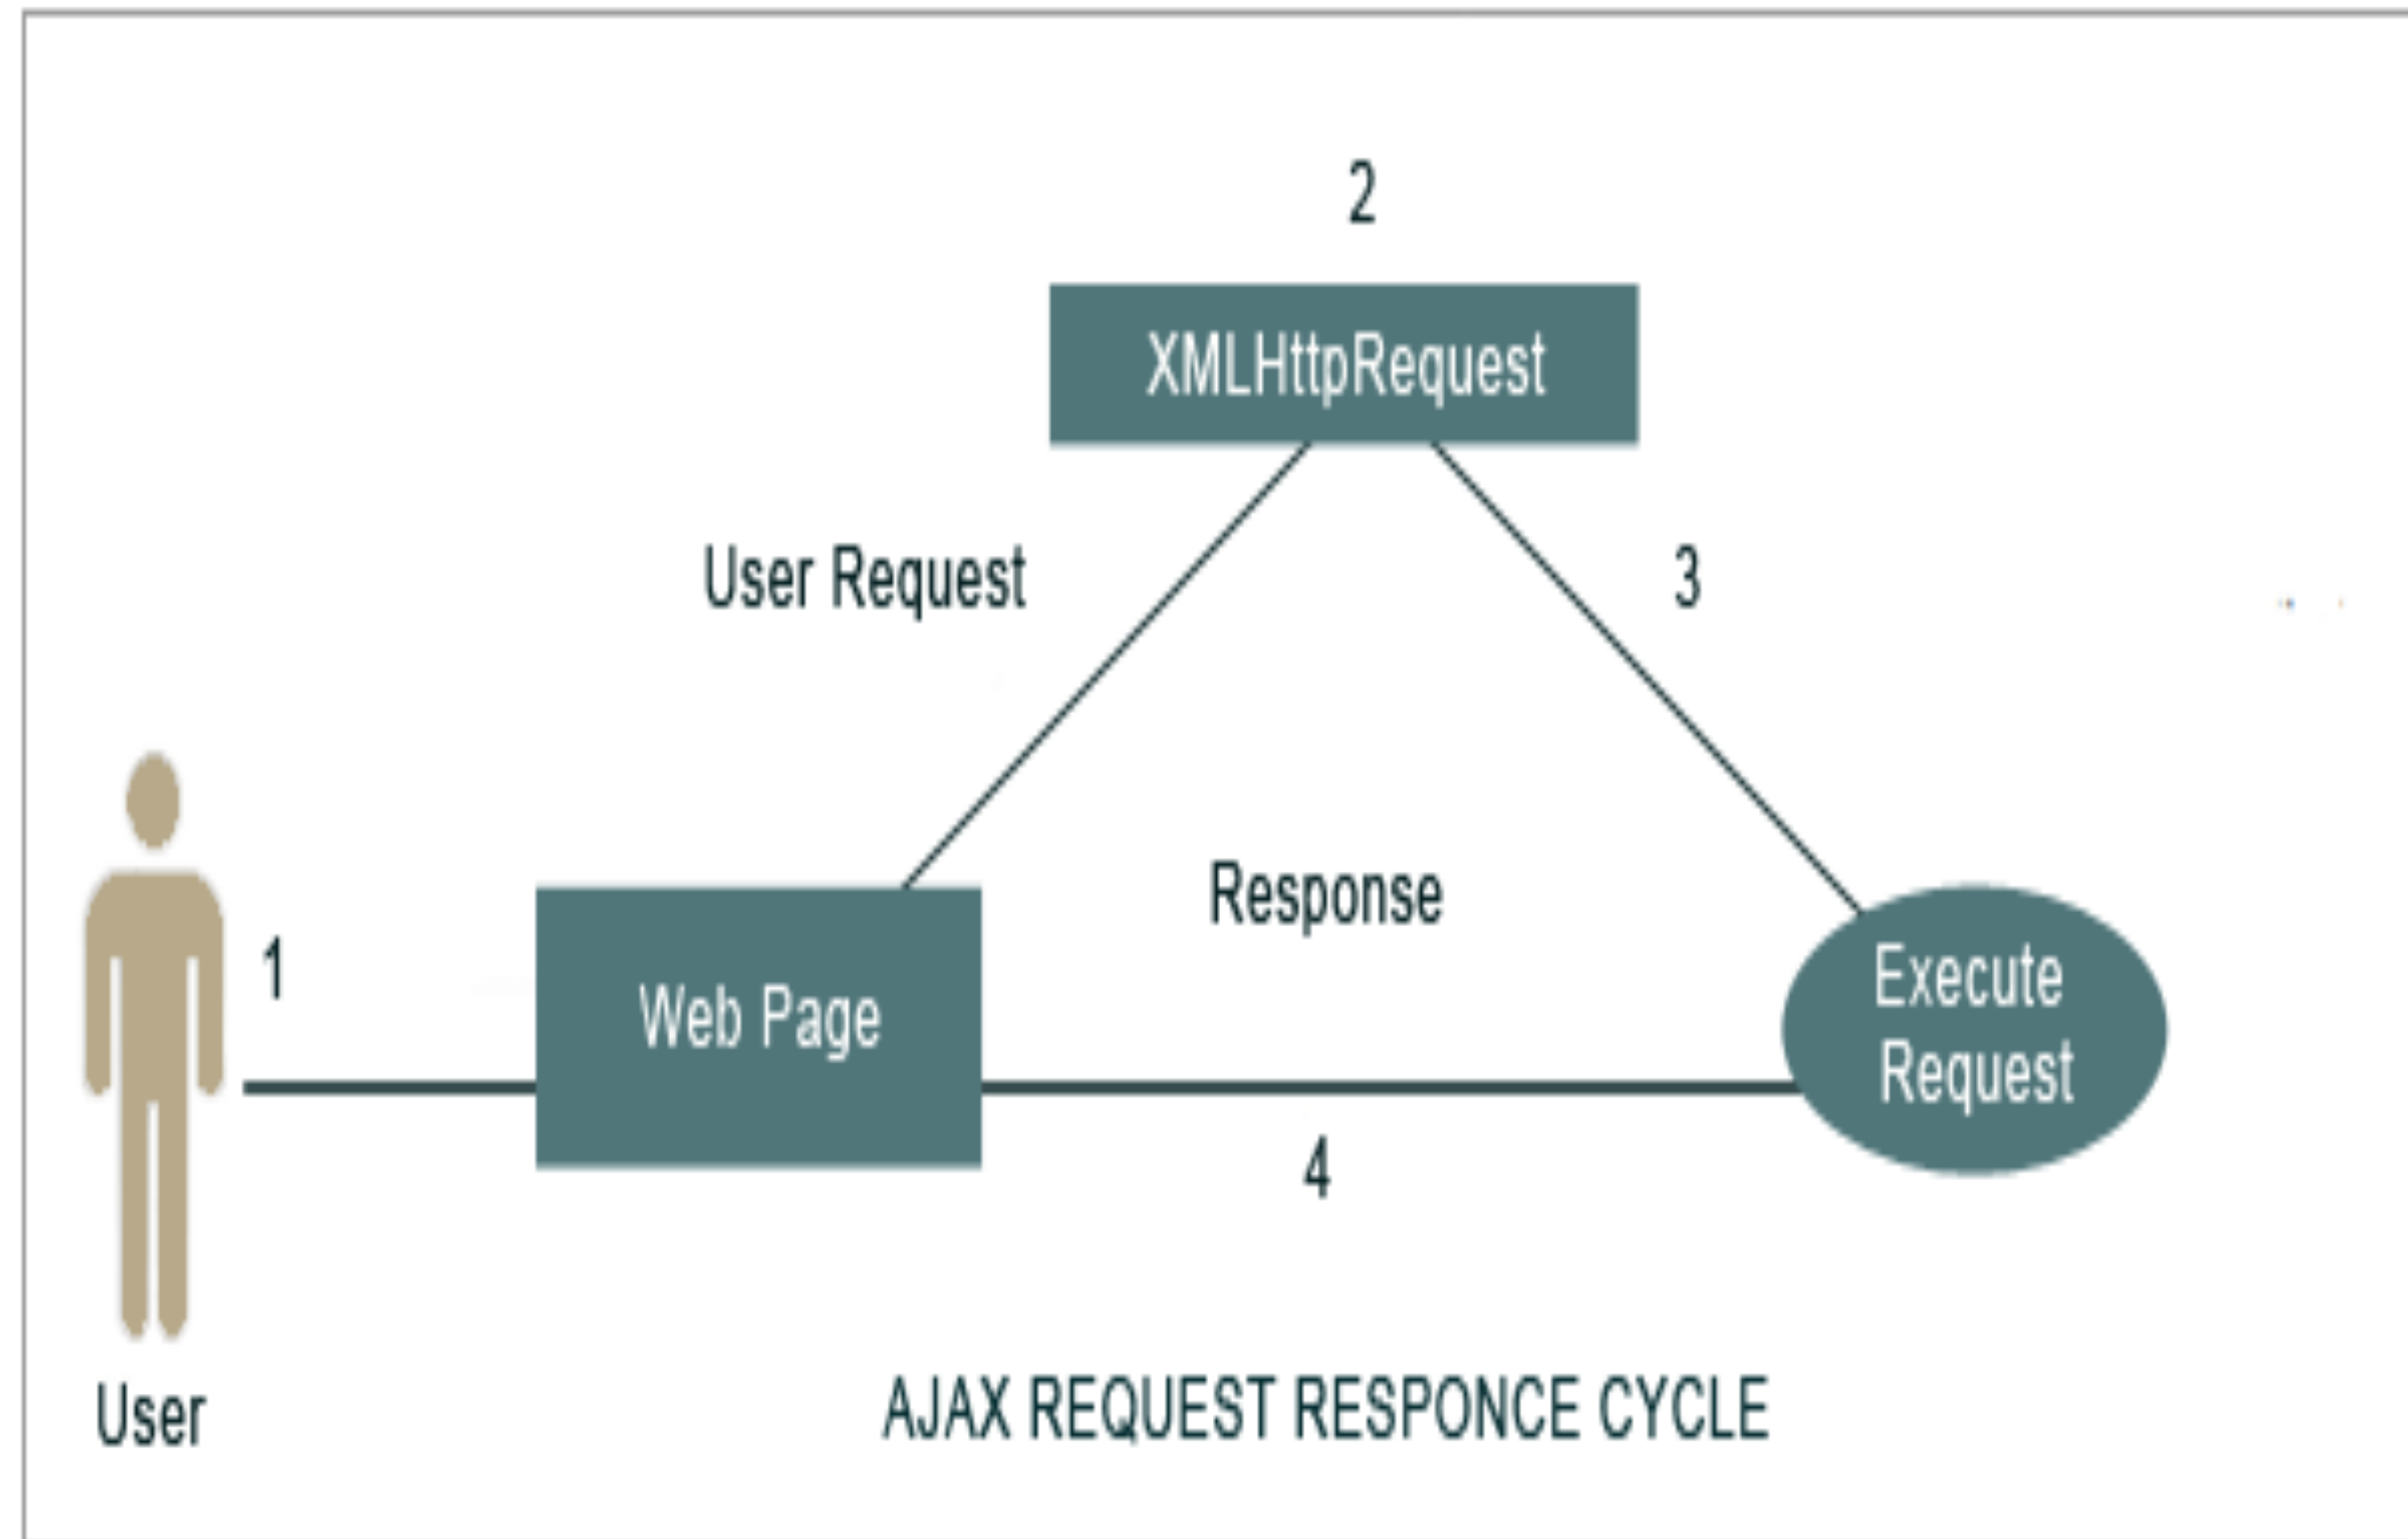 2
XMLHttpRequest
User Request
3
Response
1
Web Page
Execute
Request
4
User
AJAX REQUEST RESPONCE CYCLE